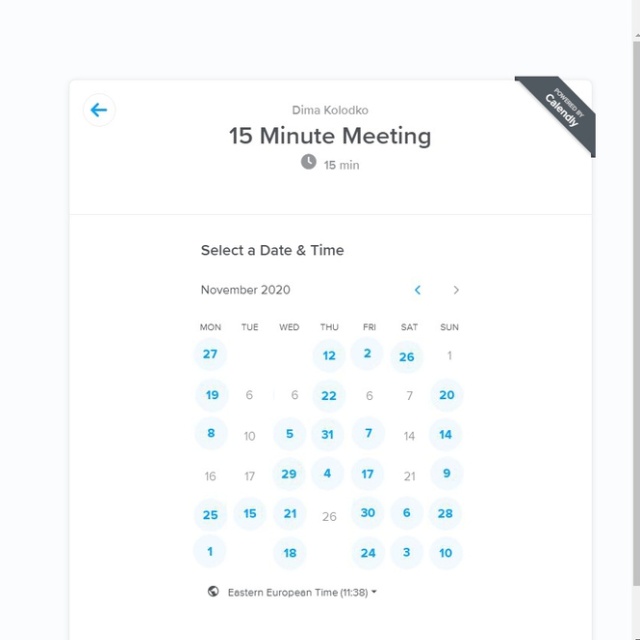 POWERED BY
Calendly
Dima Kolodko
15 Minute Meeting
15 min
Select a Date & Time
November 2020
MON TUE WED THU FRI SAT SUN
27 12 2 26 1
19 6 6 22 6 7 20
8 10 5 31 7 14 14
16 17 29 4 17 21 9
25 15 21 26 30 6 28
1 18 24 3 10
Eastern European Time (11:38)